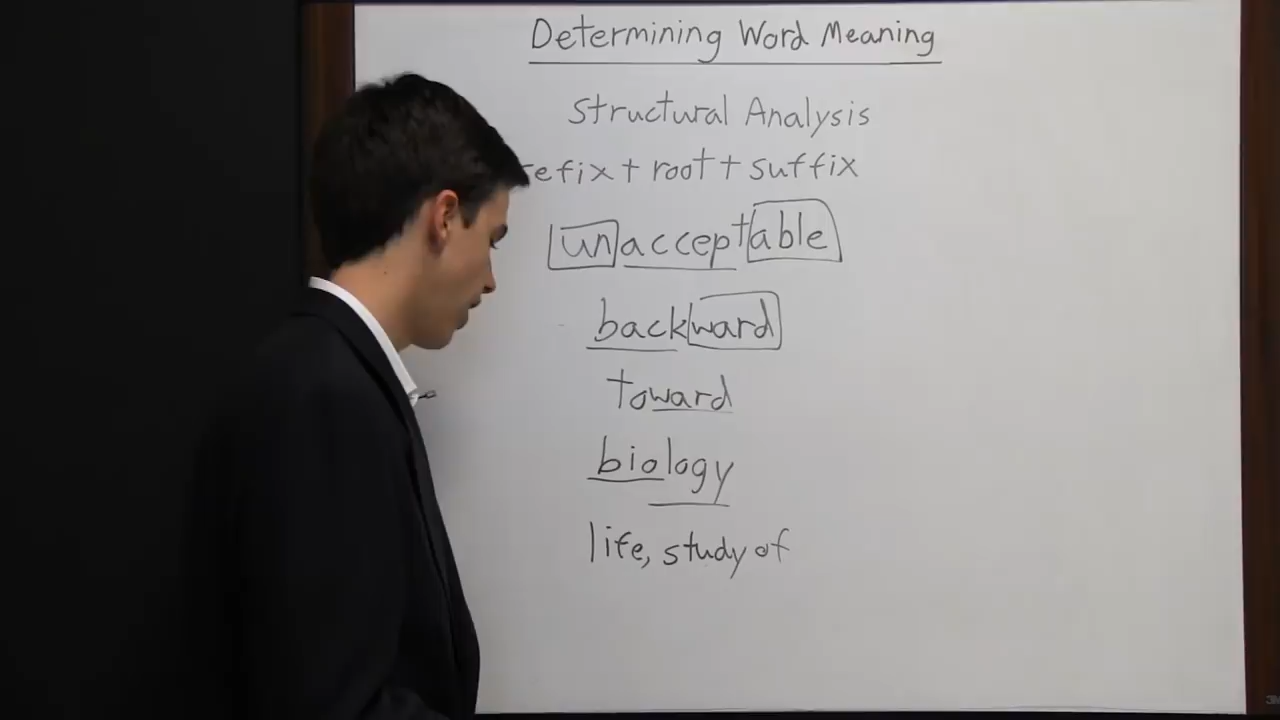 Determining Word Meaning
Structural Analysis
efix + root + suffix
unacceptable
backward
toward
biology
life, study of